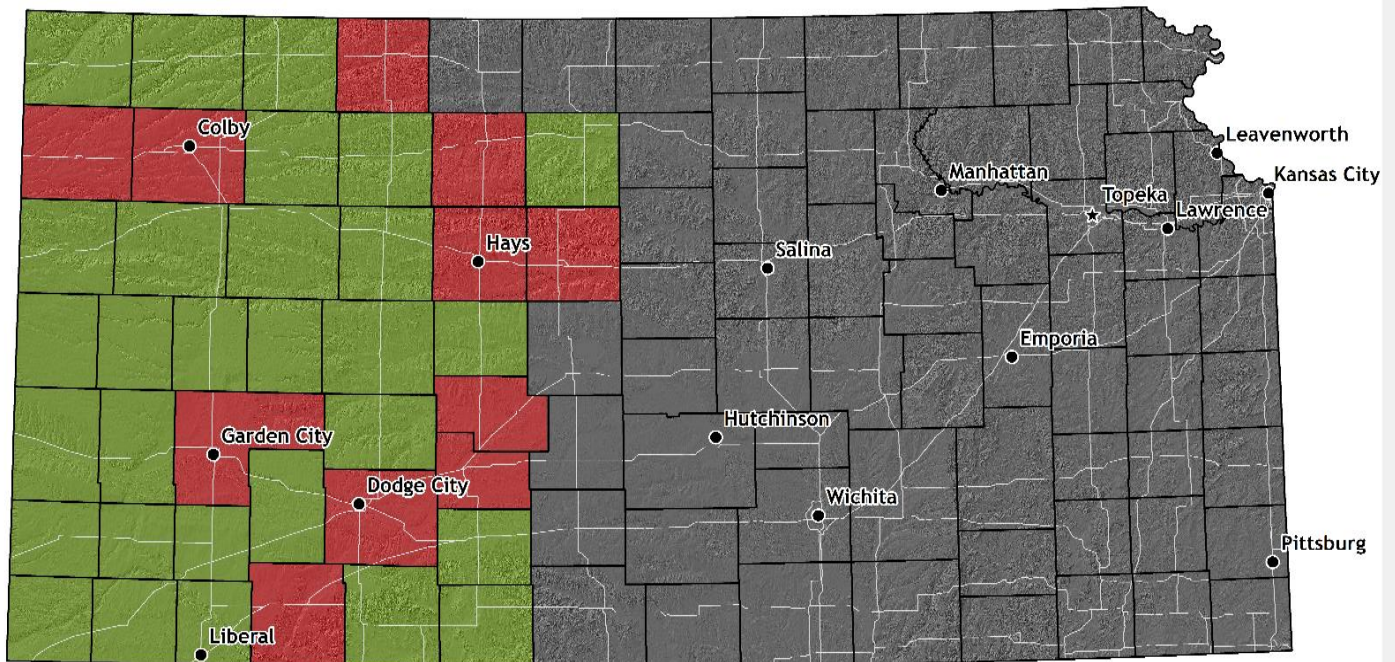 Colby
Leavenworth
Manhattan
Kansas City
Topeka
Lawrence
Hays
Salina
Emporia
Garden City
Hutchinson
Dodge City
Wichita
Pittsburg
Liberal